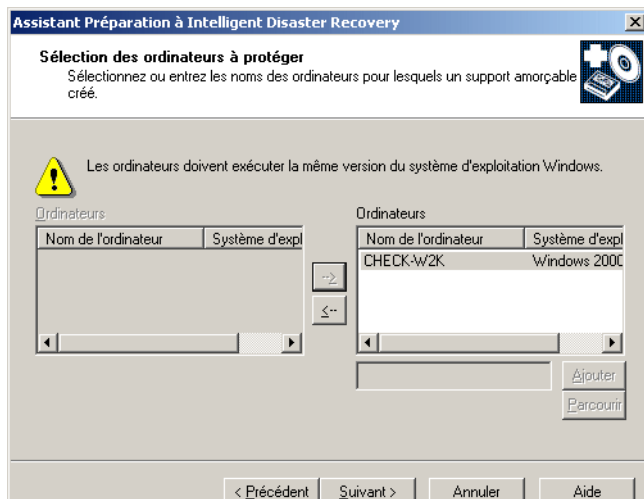 Assistant Préparation à Intelligent Disaster Recovery
Sélection des ordinateurs à protéger
Sélectionnez ou entrez les noms des ordinateurs pour lesquels un support amorçable
créé.
Les ordinateurs doivent exécuter la même version du système d'exploitation Windows.
Ordinateurs
Nom de l'ordinateur Système d'expl
-->
<--
Ordinateurs
Nom de l'ordinateur Système d'expl
CHECK-W2K Windows 2000
Ajouter
Parcourir
< Précédent Suivant > Annuler Aide